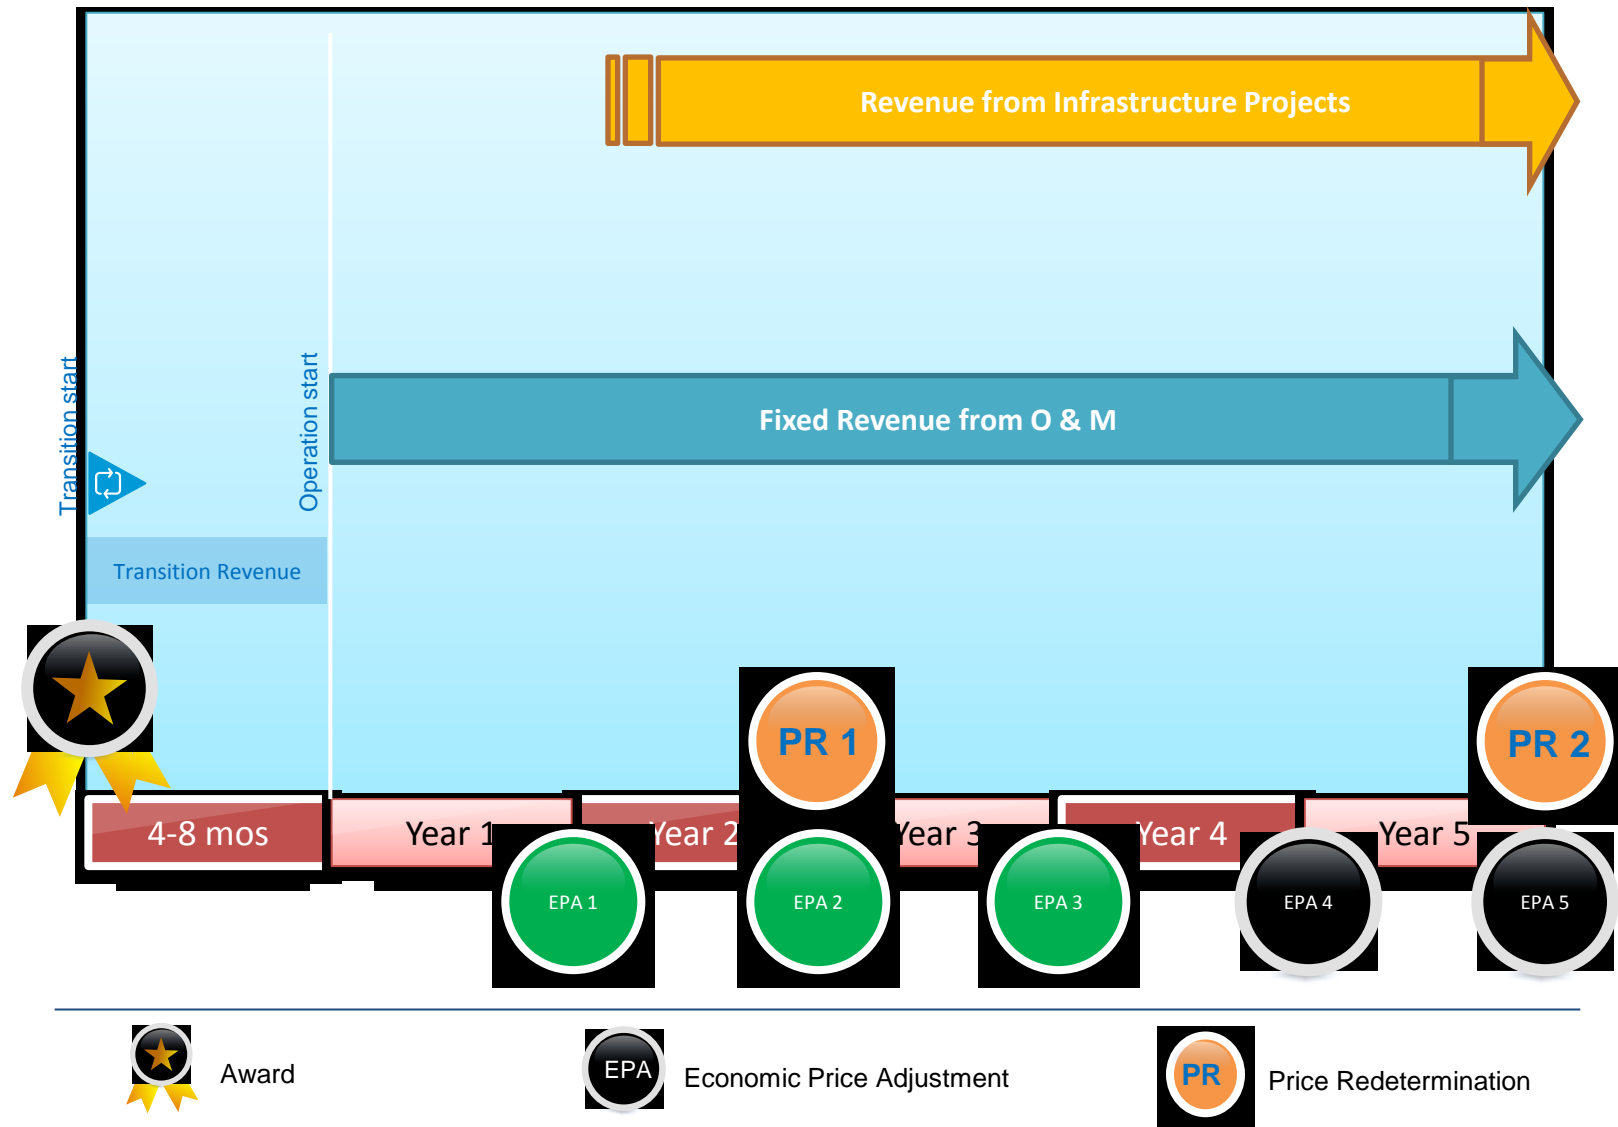 Revenue from Infrastructure Projects
Transition start
Operation start
Fixed Revenue from O & M
Transition Revenue
PR 1
PR 2
4-8 mos
Year 1
Year 2
Year 3
Year 4
Year 5
EPA 1
EPA 2
EPA 3
EPA 4
EPA 5
Award
EPA
Economic Price Adjustment
PR
Price Redetermination